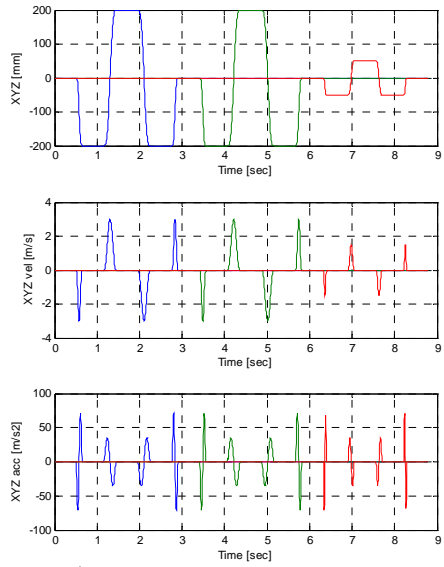 XYZ [mm]
200
100
0
-100
-200
0 1 2 3 4 5 6 7 8 9
Time [sec]
XYZ vel [m/s]
4
2
0
-2
-4
0 1 2 3 4 5 6 7 8 9
Time [sec]
XYZ acc [m/s2]
100
50
0
-50
-100
0 1 2 3 4 5 6 7 8 9
Time [sec]